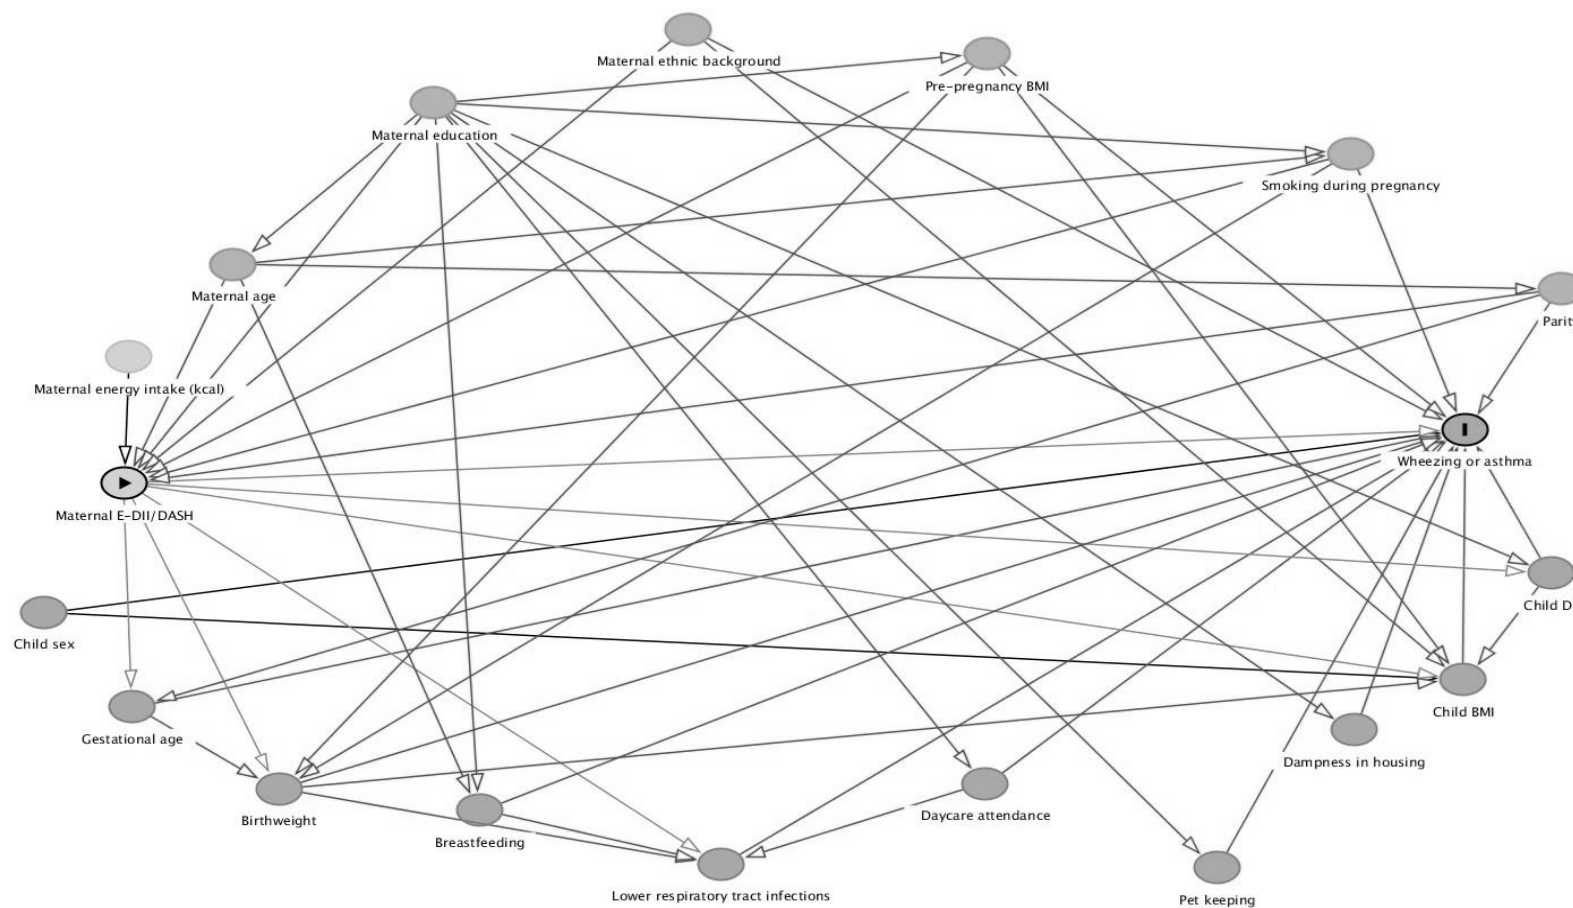 Maternal ethnic background
Pre-pregnancy BMI
Maternal education
Smoking during pregnancy
Maternal age
Parit
Maternal energy intake (kcal)
Wheezing or asthma
Maternal E-DII/DASH
Child D
Child sex
Child BMI
Gestational age
Dampness in housing
Birthweight
Daycare attendance
Breastfeeding
Lower respiratory tract infections
Pet keeping